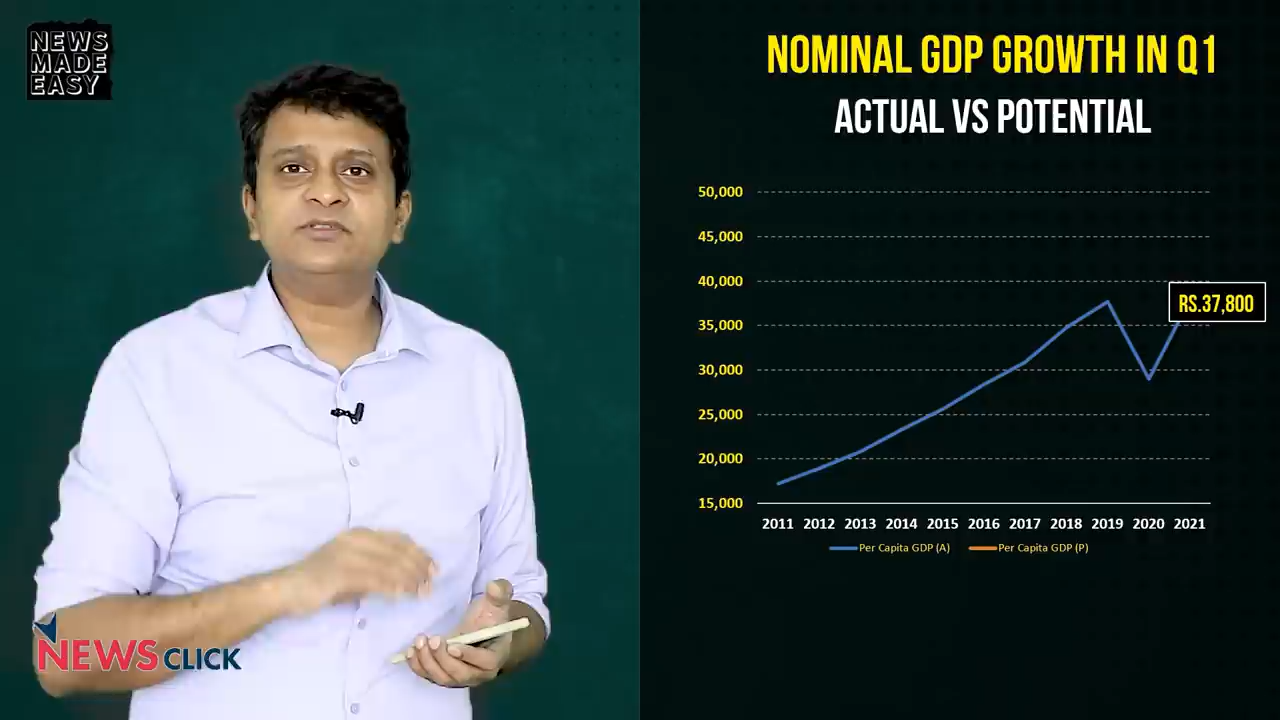 NEWS
MADE
EASY
NOMINAL GDP GROWTH IN Q1
ACTUAL VS POTENTIAL
50,000
45,000
40,000
35,000
30,000
25,000
20,000
15,000
RS.37,800
2011 2012 2013 2014 2015 2016 2017 2018 2019 2020 2021
Per Capita GDP (A) Per Capita GDP (P)
NEWSCLICK